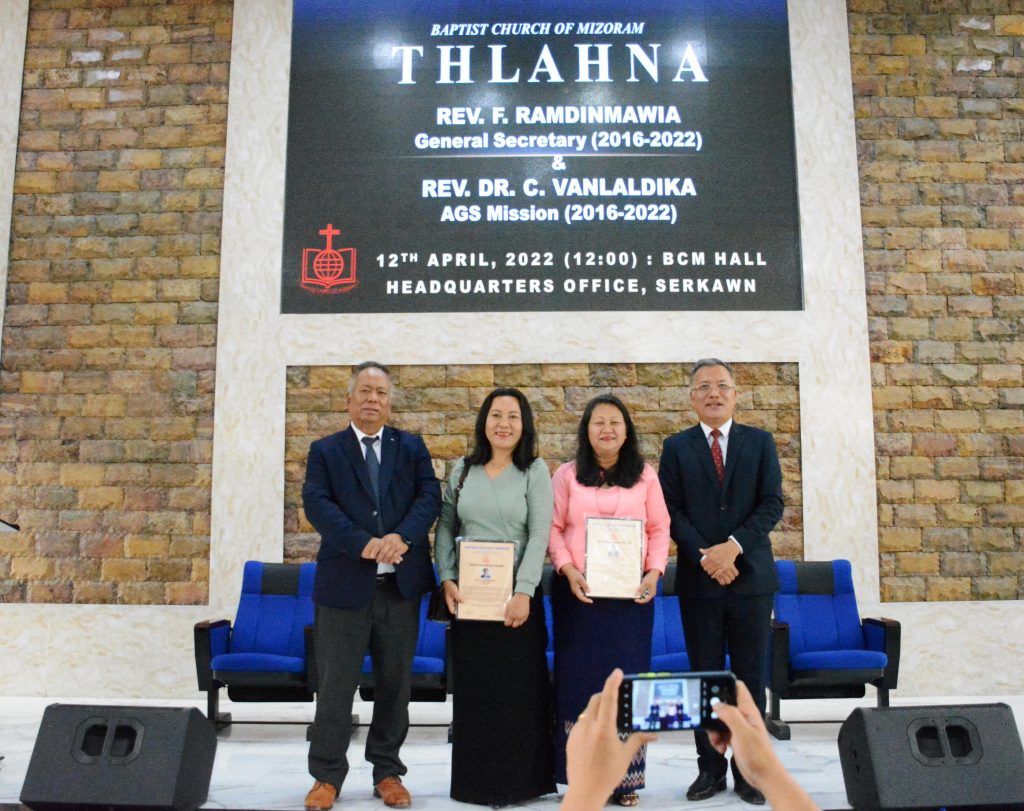 BAPTIST CHURCH OF MIZORAM
THLAHNA
REV. F. RAMDINMAWIA
General Secretary (2016-2022)
&
REV. DR. C. VANLALDIKA
AGS Mission (2016-2022)
12TH APRIL, 2022 (12:00) : BCM HALL
HEADQUARTERS OFFICE, SERKAWN